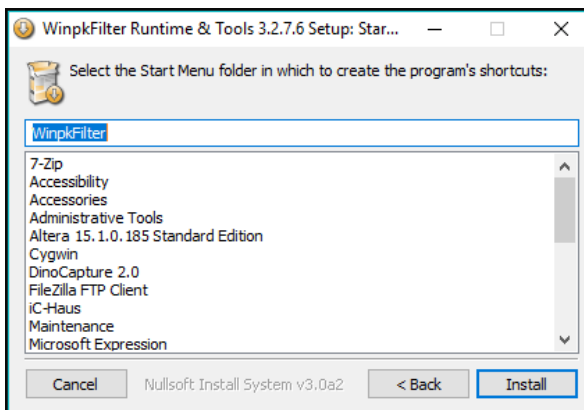 WinpkFilter Runtime & Tools 3.2.7.6 Setup: Star...
Select the Start Menu folder in which to create the program's shortcuts:
WinpkFilter
7-Zip
Accessibility
Accessories
Administrative Tools
Altera 15.1.0.185 Standard Edition
Cygwin
DinoCapture 2.0
FileZilla FTP Client
iC-Haus
Maintenance
Microsoft Expression
Cancel Nullsoft Install System v3.0a2 < Back Install